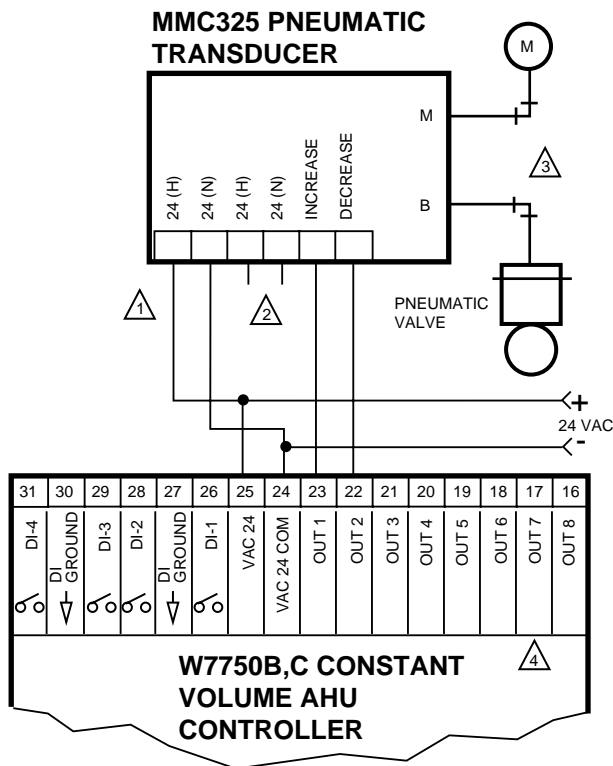 MMC325 PNEUMATIC
TRANSDUCER
M
M
24 (H)
24 (N)
24 (H)
24 (N)
INCREASE
DECREASE
3
B
1
2
PNEUMATIC
VALVE
+
24 VAC
-
31 30 29 28 27 26 25 24 23 22 21 20 19 18 17 16
DI-4
DI
GROUND
DI-3
DI-2
DI
GROUND
DI-1
VAC 24
VAC 24 COM
OUT 1
OUT 2
OUT 3
OUT 4
OUT 5
OUT 6
OUT 7
OUT 8
4
W7750B,C CONSTANT
VOLUME AHU
CONTROLLER